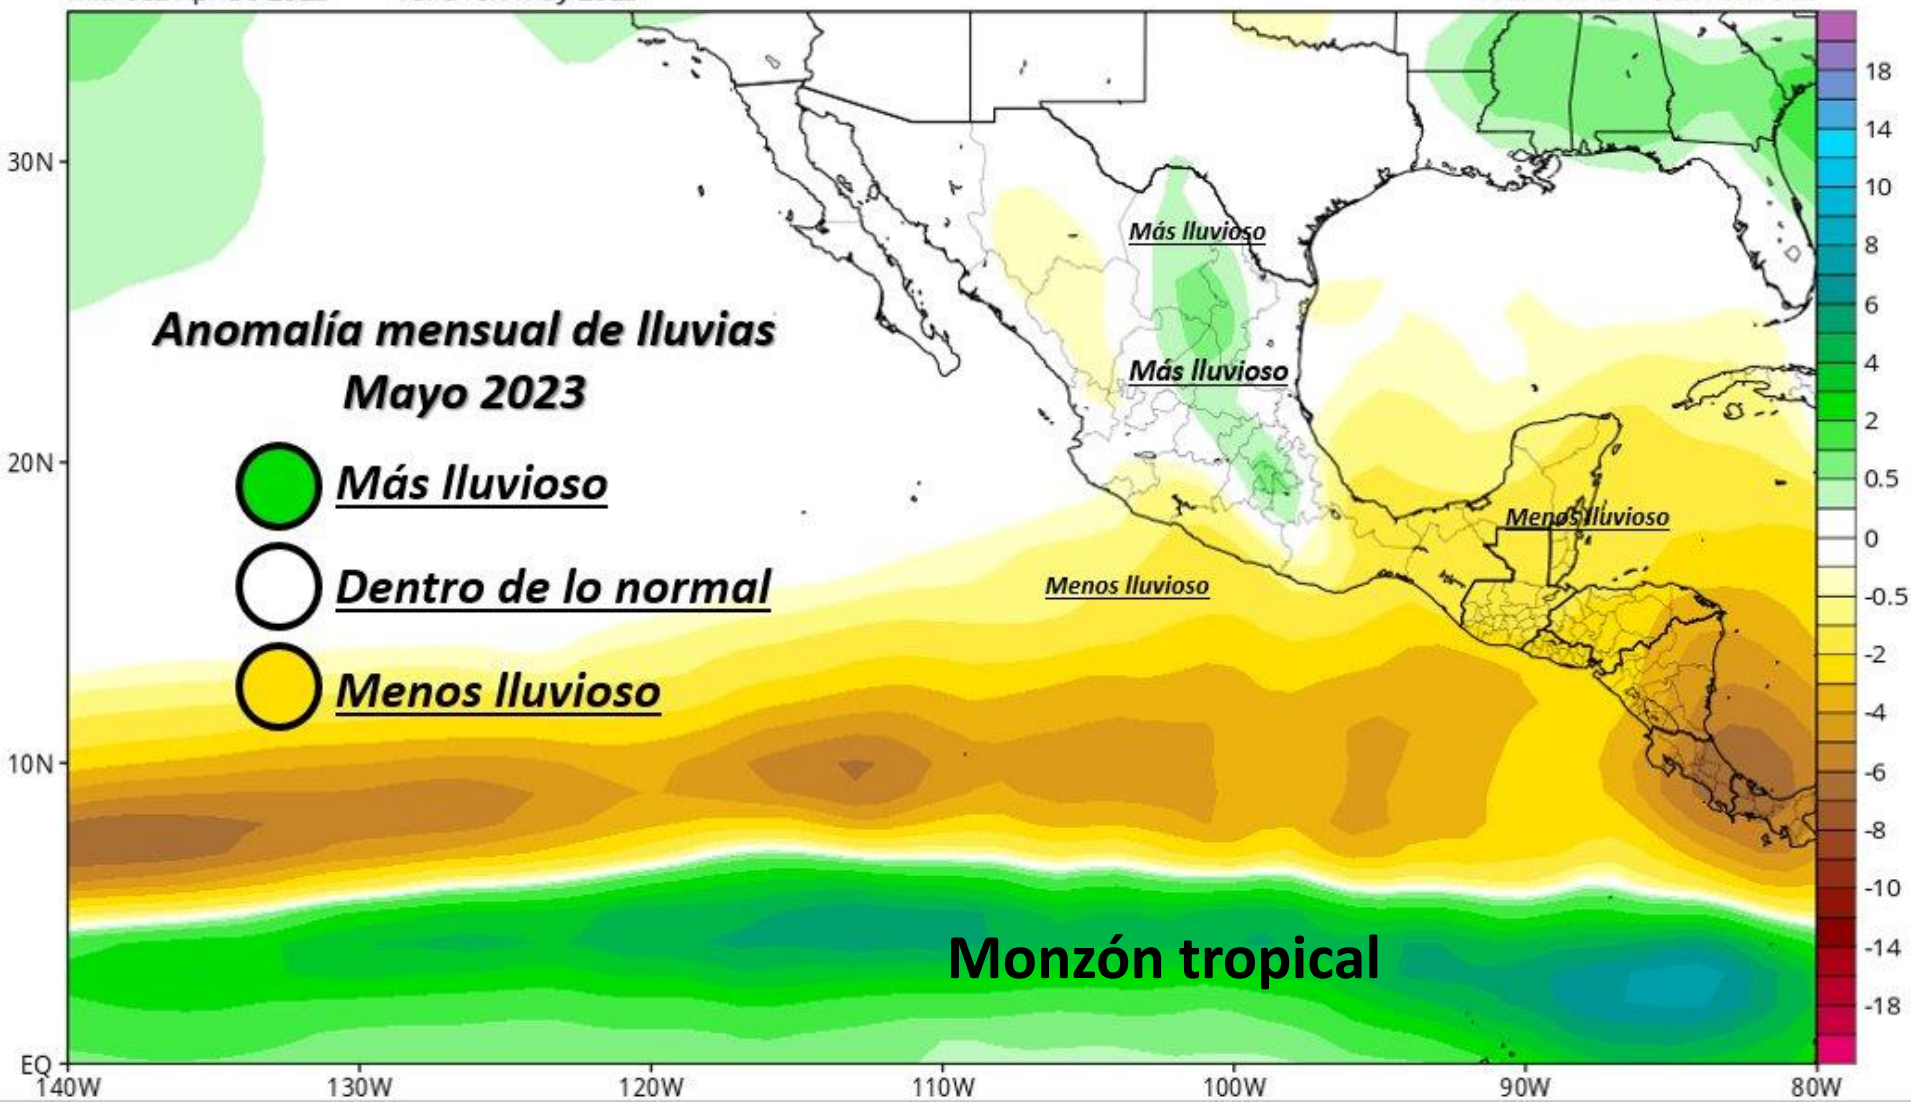 30N
20N
10N
EQ
140W
130W
120W
110W
100W
90W
80W
Anomalía mensual de lluvias
Mayo 2023
Más lluvioso
Dentro de lo normal
Menos lluvioso
Más lluvioso
Más lluvioso
Menos lluvioso
Menos lluvioso
Monzón tropical
18
14
10
8
6
4
2
0.5
0
-0.5
-2
-4
-6
-8
-10
-14
-18